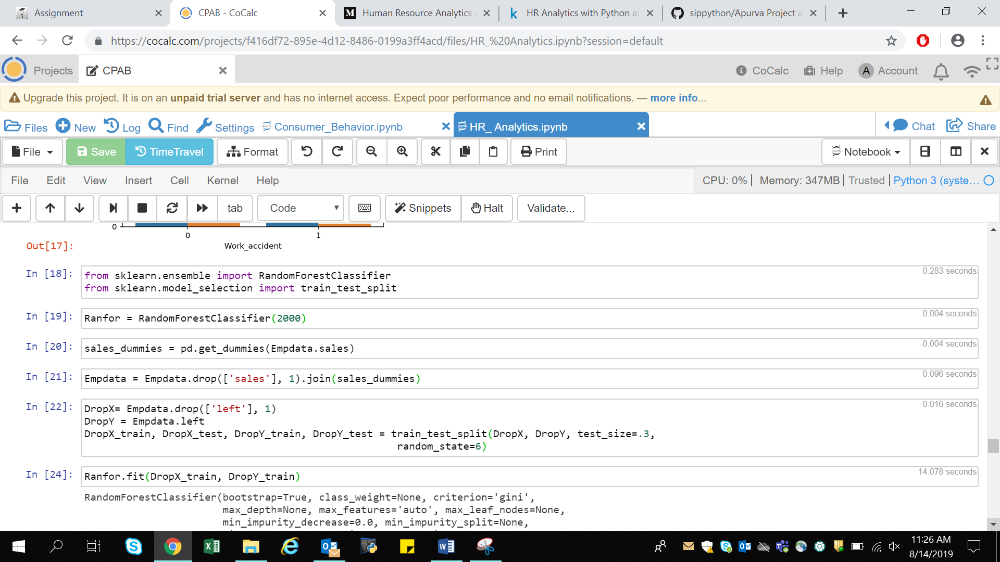 Assignment
CPAB - CoCalc
M Human Resource Analytics
k HR Analytics with Python a
sippython/Apurva Project a
https://cocalc.com/projects/f416df72-895e-4d12-8486-0199a3ff4acd/files/HR_%20Analytics.ipynb?session=default
Projects
CPAB
CoCalc
Help
A Account
Upgrade this project. It is on an unpaid trial server and has no internet access. Expect poor performance and no email notifications. — more info...
Files
New
Log
Find
Settings
ipynb Consumer_Behavior.ipynb
ipynb HR_ Analytics.ipynb
Chat
Share
File
Save
TimeTravel
Format
Print
ipynb Notebook
File Edit View Insert Cell Kernel Help
CPU: 0% | Memory: 347MB | Trusted | Python 3 (syste...
tab
Code
Snippets
Halt
Validate...
0
0 1
Work_accident
Out[17]:
In [18]:
from sklearn.ensemble import RandomForestClassifier
0.283 seconds
from sklearn.model_selection import train_test_split
In [19]:
Ranfor = RandomForestClassifier(2000)
0.004 seconds
In [20]:
sales_dummies = pd.get_dummies(Empdata.sales)
0.004 seconds
In [21]:
Empdata = Empdata.drop(['sales'], 1).join(sales_dummies)
0.096 seconds
In [22]:
DropX= Empdata.drop(['left'], 1)
0.016 seconds
DropY = Empdata.left
DropX_train, DropX_test, DropY_train, DropY_test = train_test_split(DropX, DropY, test_size=.3,
random_state=6)
In [24]:
Ranfor.fit(DropX_train, DropY_train)
14.078 seconds
RandomForestClassifier(bootstrap=True, class_weight=None, criterion='gini',
max_depth=None, max_features='auto', max_leaf_nodes=None,
min_impurity_decrease=0.0, min_impurity_split=None,
11:26 AM
8/14/2019